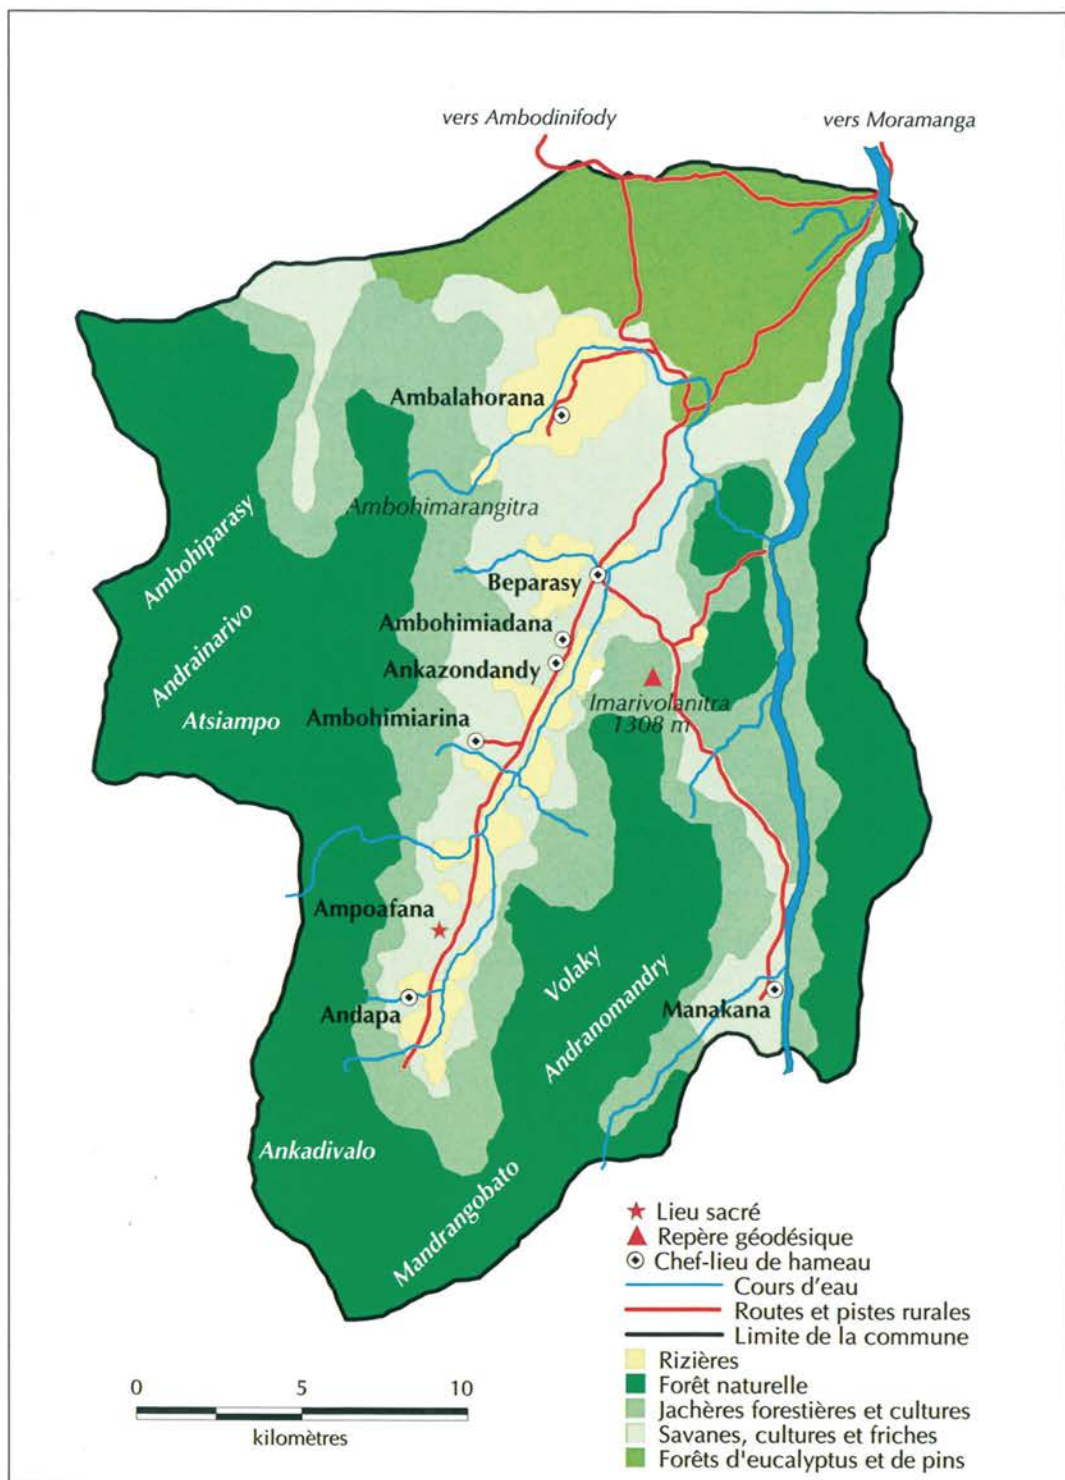 vers Ambodinifody
vers Moramanga
Ambalahorana
Ambohimarangitra
Ambohiparasy
Beparasy
Andrainarivo
Ambohimiadana
Ankazondandy
Atsiampo
Ambohimiarina
Imarivolanitra
1308 m
Ampoafana
Volaky
Andranomandry
Andapa
Manakana
Ankadivalo
Mandrangobato
Lieu sacré
Repère géodésique
Chef-lieu de hameau
Cours d'eau
Routes et pistes rurales
Limite de la commune
Rizières
Forêt naturelle
Jachères forestières et cultures
Savanes, cultures et friches
Forêts d'eucalyptus et de pins
0 5 10
kilomètres